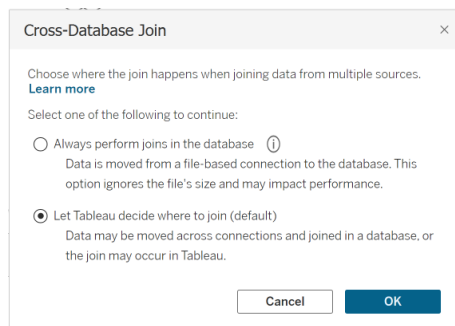 Cross-Database Join
Choose where the join happens when joining data from multiple sources.
Learn more
Select one of the following to continue:
Always perform joins in the database
Data is moved from a file-based connection to the database. This
option ignores the file's size and may impact performance.
Let Tableau decide where to join (default)
Data may be moved across connections and joined in a database, or
the join may occur in Tableau.
Cancel OK